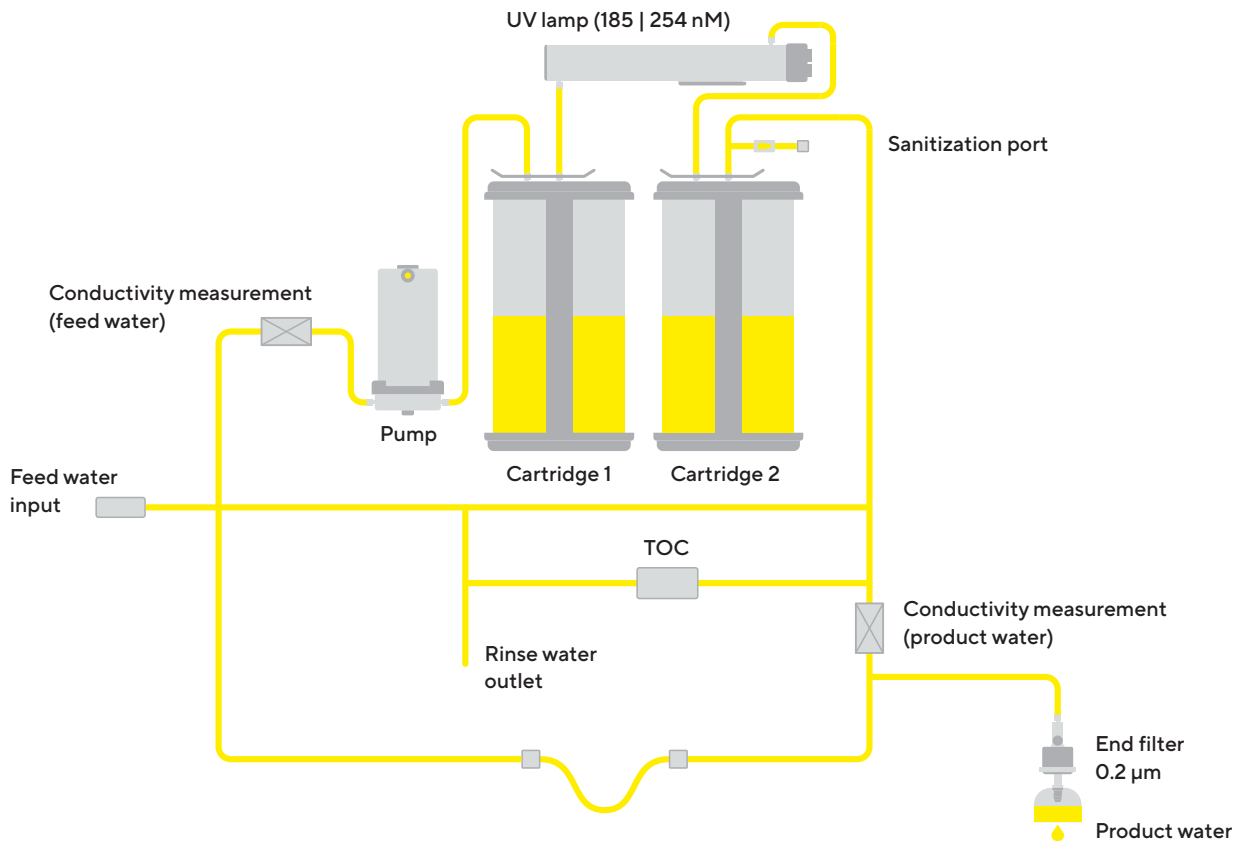 UV lamp (185 | 254 nM)
Sanitization port
Conductivity measurement
(feed water)
Pump
Cartridge 1
Cartridge 2
Feed water
input
TOC
Conductivity measurement
(product water)
Rinse water
outlet
End filter
0.2 µm
Product water